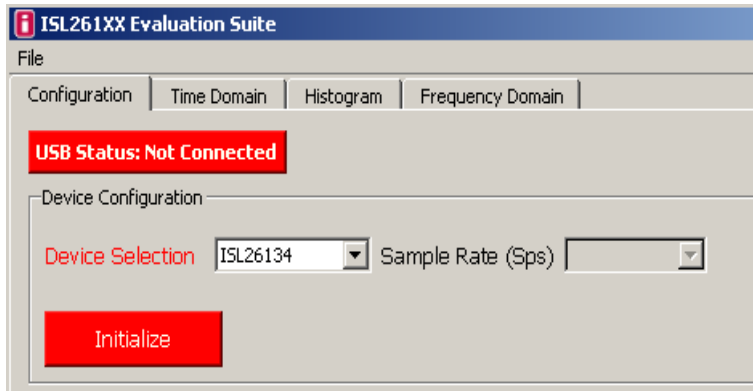 ISL261XX Evaluation Suite
File
Configuration Time Domain Histogram Frequency Domain
USB Status: Not Connected
Device Configuration
Device Selection ISL26134 Sample Rate (Sps)
Initialize